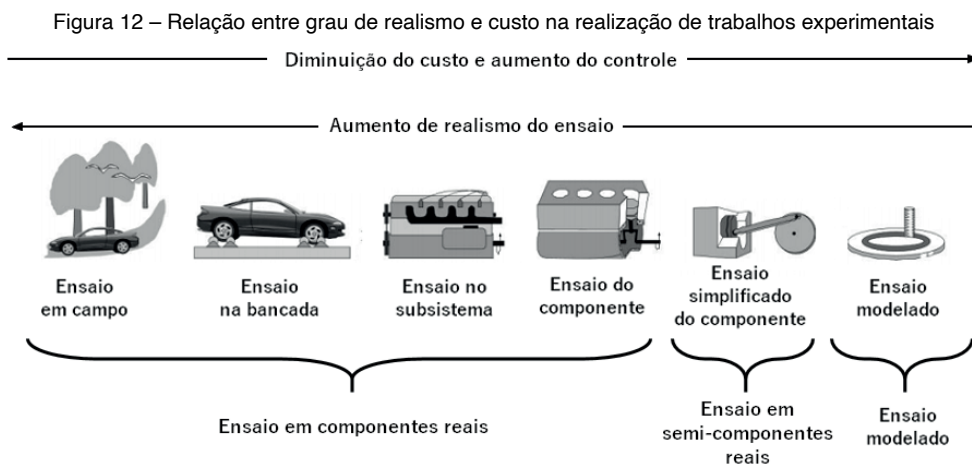 Figura 12 – Relação entre grau de realismo e custo na realização de trabalhos experimentais
Diminuição do custo e aumento do controle
Aumento de realismo do ensaio
Ensaio
em campo
Ensaio
na bancada
Ensaio no
subsistema
Ensaio do
componente
Ensaio
simplificado
do componente
Ensaio
modelado
Ensaio em componentes reais
Ensaio em
semi-componentes
reais
Ensaio
modelado